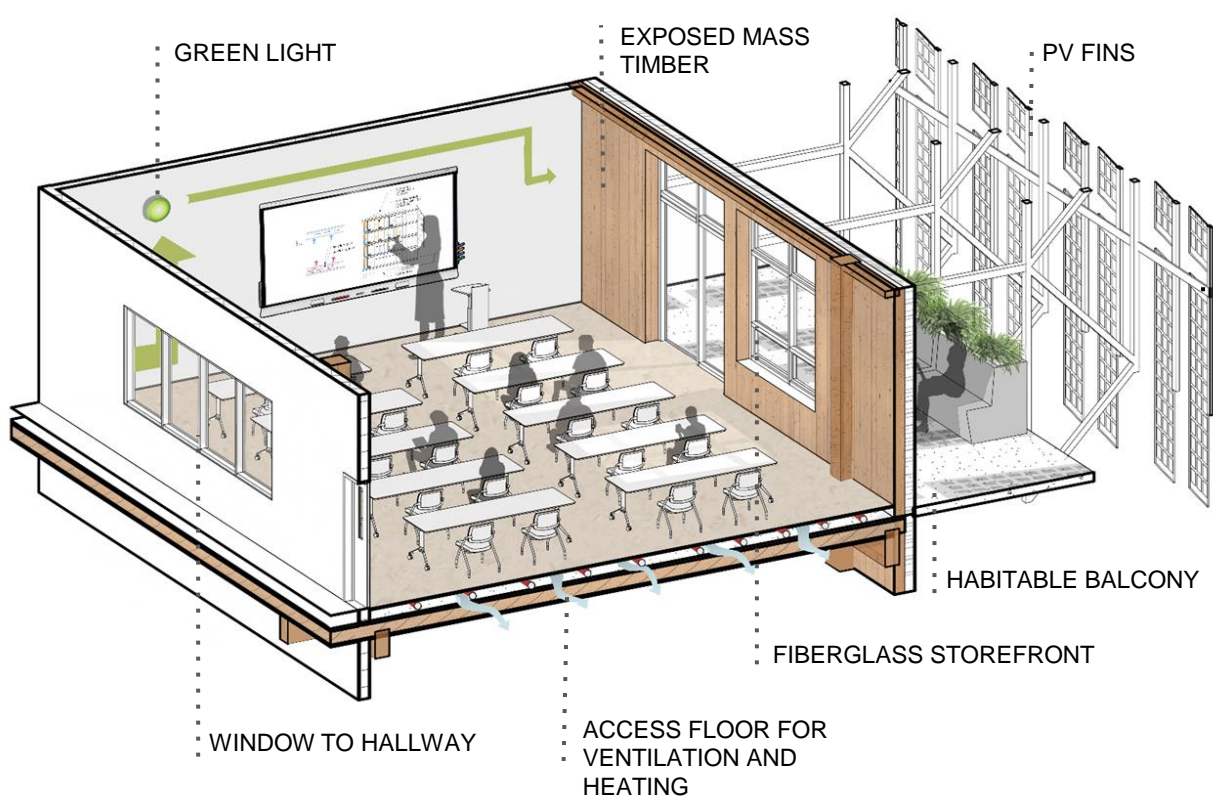 GREEN LIGHT
EXPOSED MASS
TIMBER
PV FINS
HABITABLE BALCONY
FIBERGLASS STOREFRONT
WINDOW TO HALLWAY
ACCESS FLOOR FOR
VENTILATION AND
HEATING